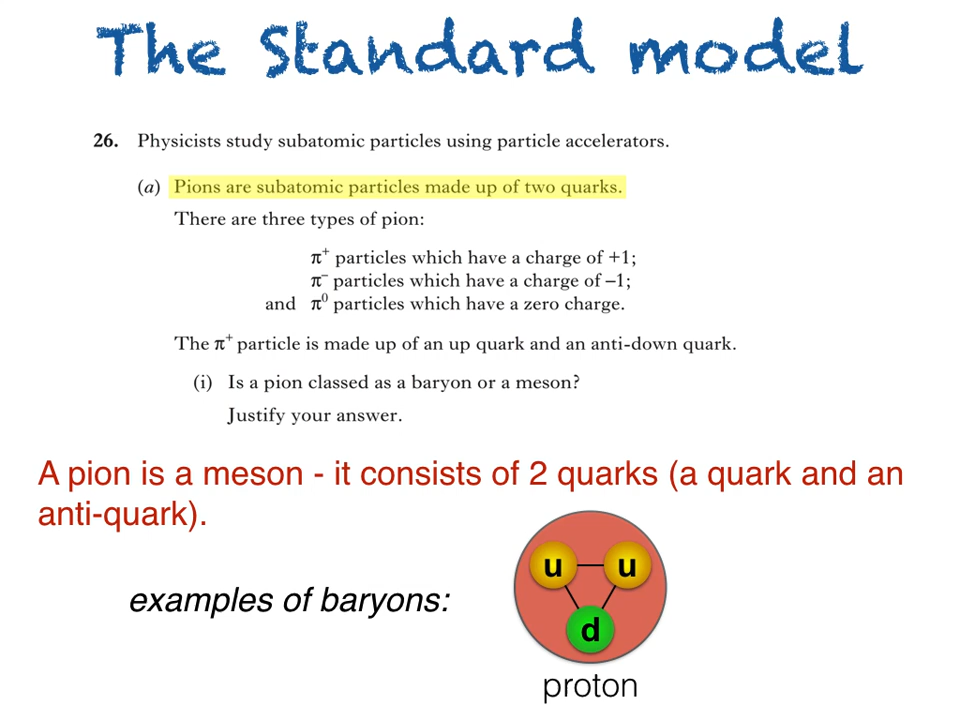 The Standard model
26. Physicists study subatomic particles using particle accelerators.
(a) Pions are subatomic particles made up of two quarks.
There are three types of pion:
π⁺ particles which have a charge of +1;
π⁻ particles which have a charge of –1;
and π⁰ particles which have a zero charge.
The π⁺ particle is made up of an up quark and an anti-down quark.
(i) Is a pion classed as a baryon or a meson?
Justify your answer.
A pion is a meson - it consists of 2 quarks (a quark and an
anti-quark).
u u
examples of baryons:
d
proton